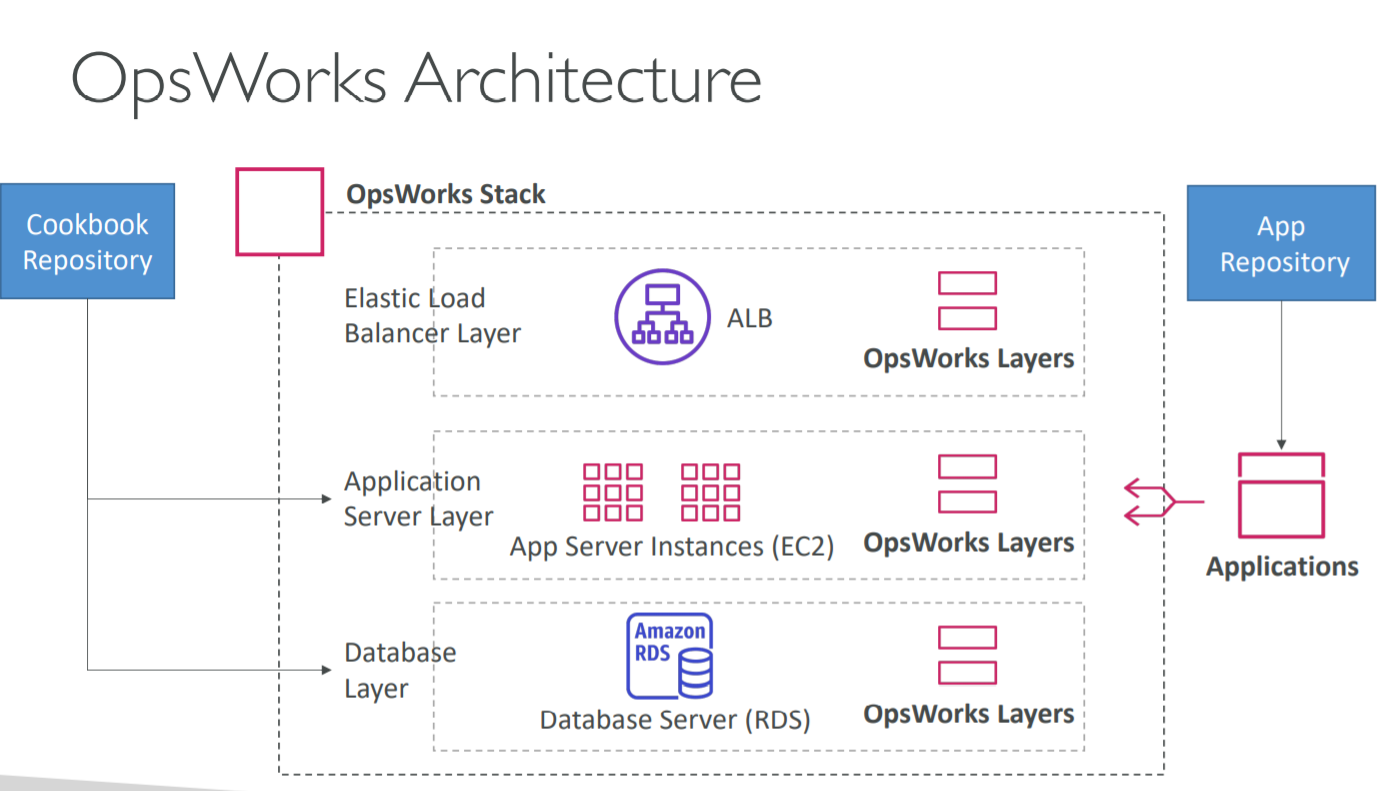 OpsWorks Architecture
Cookbook
Repository
OpsWorks Stack
App
Repository
Elastic Load
Balancer Layer
ALB
OpsWorks Layers
Application
Server Layer
App Server Instances (EC2)
OpsWorks Layers
Applications
Database
Layer
Amazon
RDS
Database Server (RDS)
OpsWorks Layers